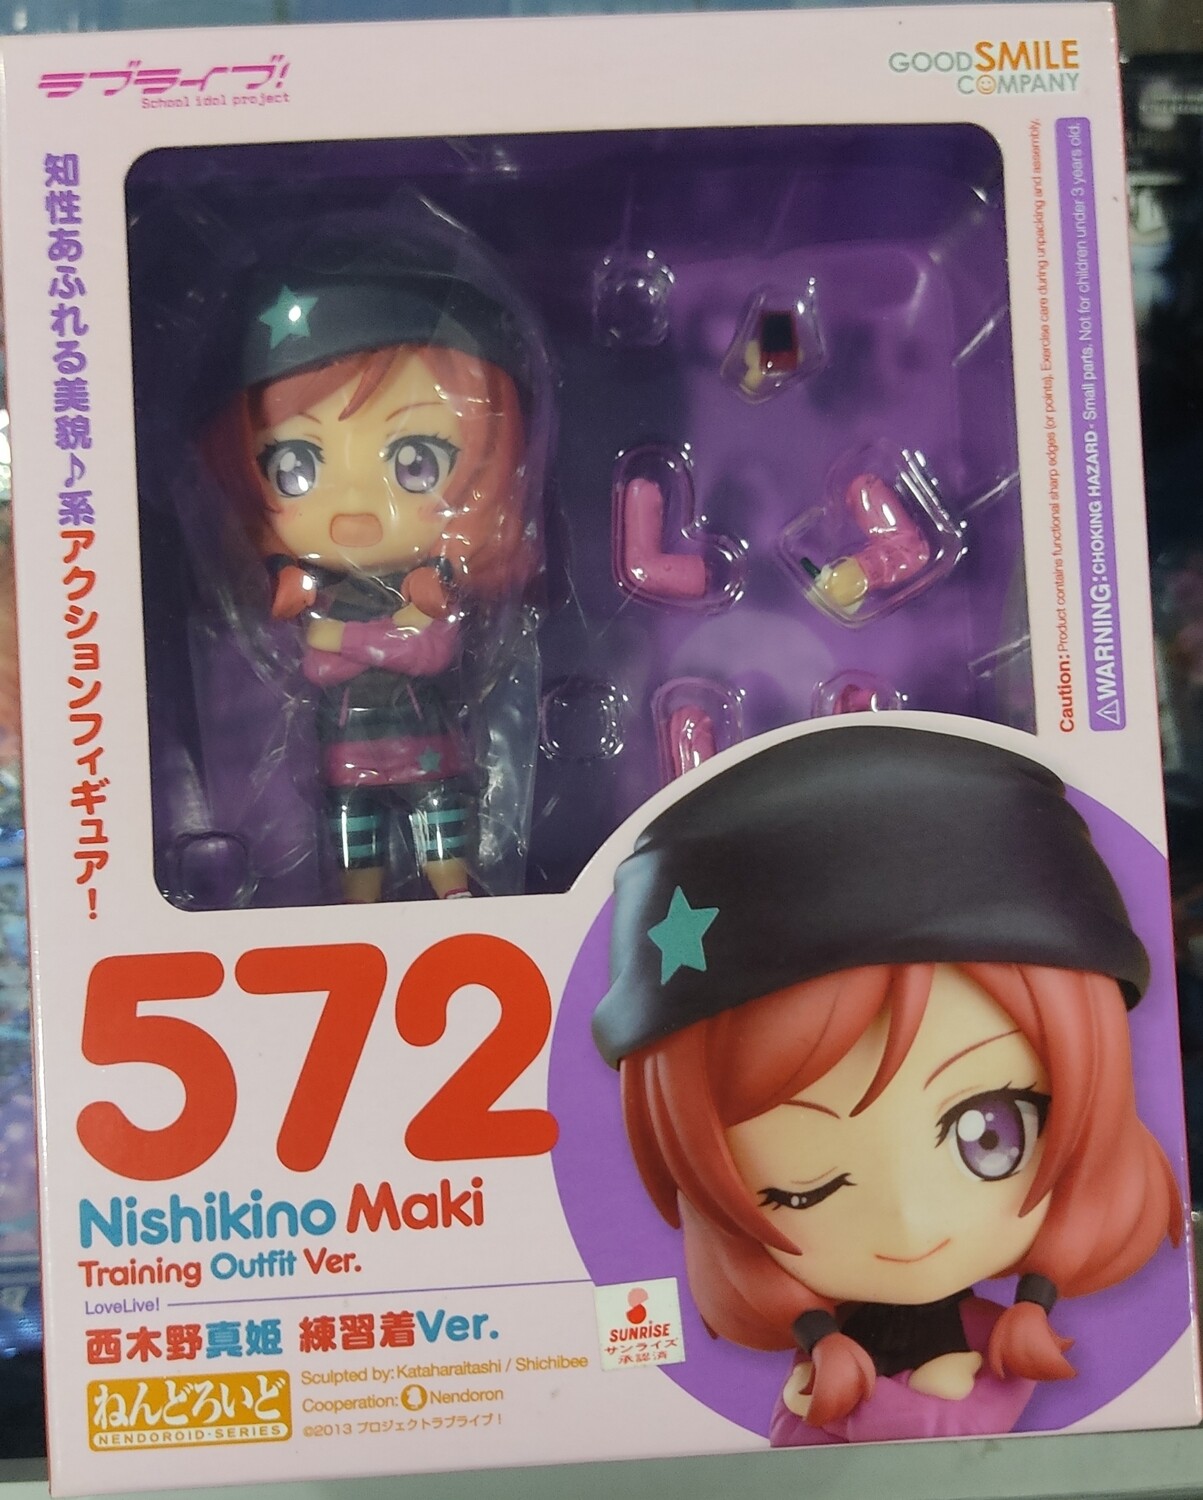 ラブライブ!
School idol project
GOOD SMILE
COMPANY
知性あふれる美貌♪系アクションフィギュア!
Caution: Product contains functional sharp edges (or points). Exercise care during unpacking and assembly.
⚠WARNING: CHOKING HAZARD - Small parts. Not for children under 3 years old.
572
Nishikino Maki
Training Outfit Ver.
LoveLive!
西木野真姫 練習着Ver.
ねんどろいど
NENDOROID·SERIES
Sculpted by: Kataharaitashi / Shichibee
Cooperation: Nendoron
©2013 プロジェクトラブライブ!
SUNRISE
サンライズ
承認済